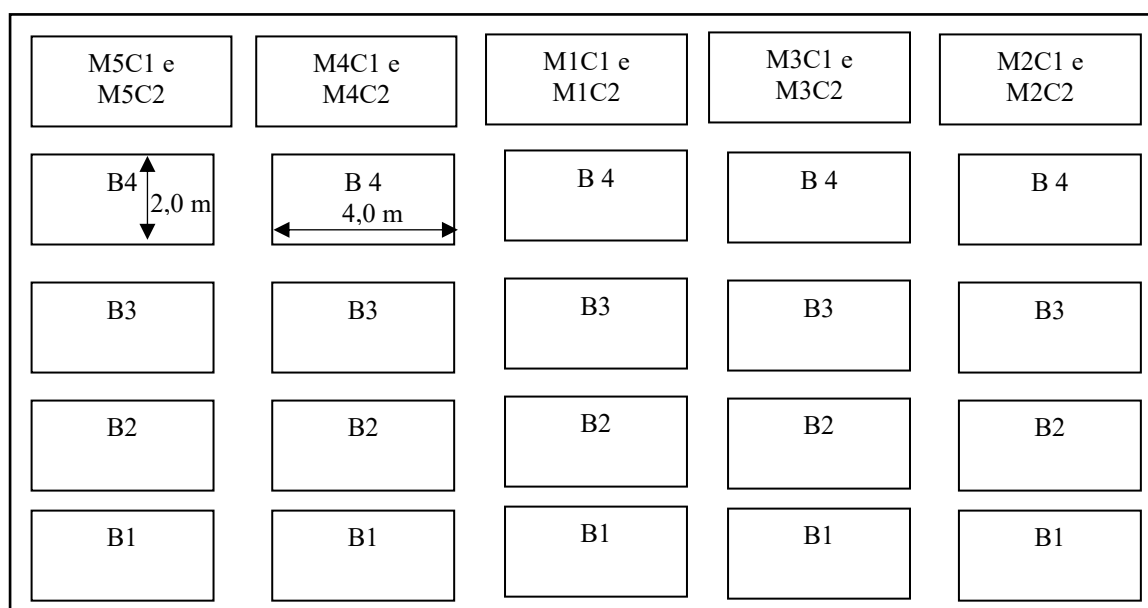 M5C1 e
M5C2
M4C1 e
M4C2
M1C1 e
M1C2
M3C1 e
M3C2
M2C1 e
M2C2
B4
2,0 m
B 4
4,0 m
B 4
B 4
B 4
B3
B3
B3
B3
B3
B2
B2
B2
B2
B2
B1
B1
B1
B1
B1